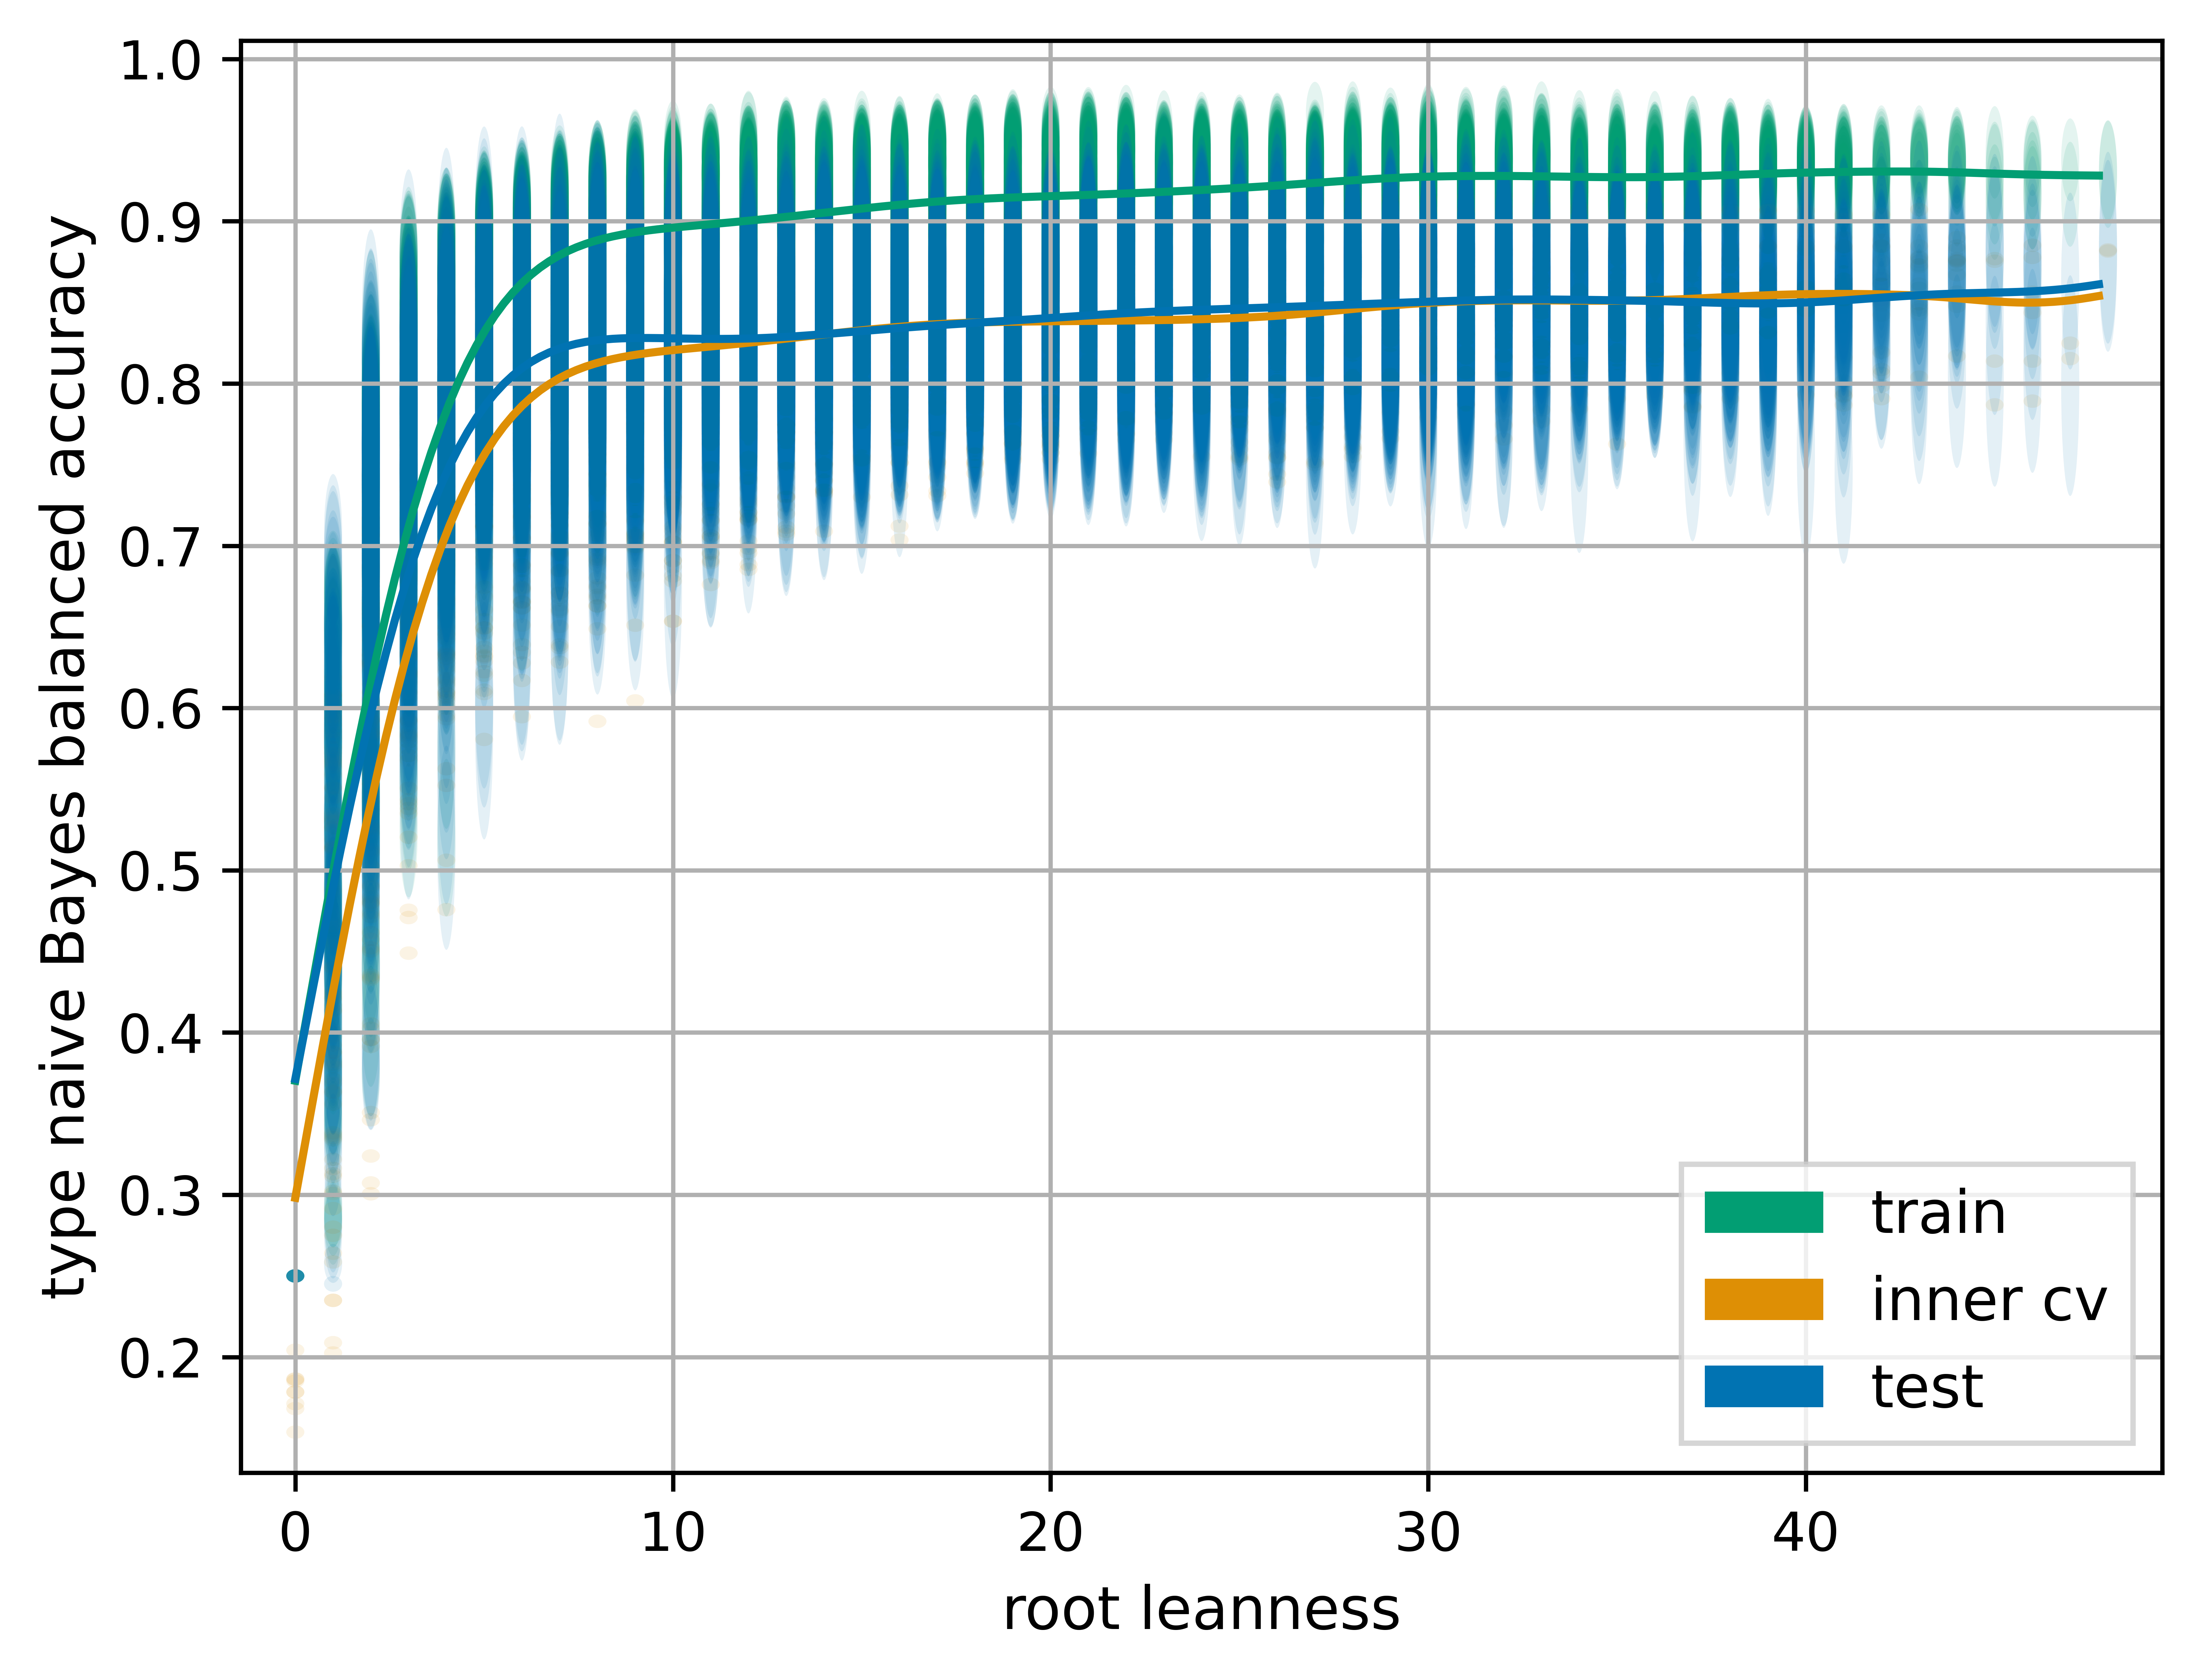 type naive Bayes balanced accuracy
1.0
0.9
0.8
0.7
0.6
0.5
0.4
0.3
0.2
train
inner cv
test
0 10 20 30 40
root leanness